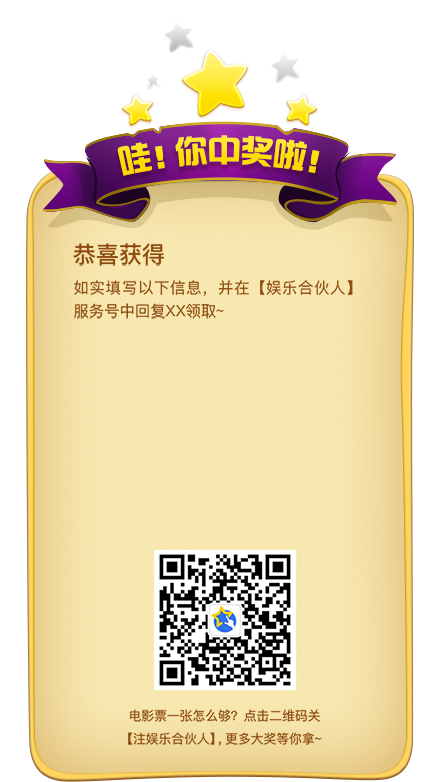 哇!你中奖啦!
恭喜获得
如实填写以下信息，并在【娱乐合伙人】
服务号中回复XX领取~
电影票一张怎么够？点击二维码关
【注娱乐合伙人】, 更多大奖等你拿~